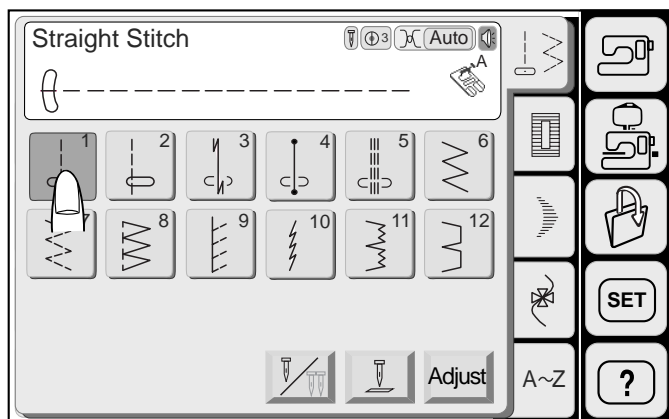 Straight Stitch
3 Auto
A
1 2 3 4 5 6
7 8 9 10 11 12
Adjust
A~Z
SET
?